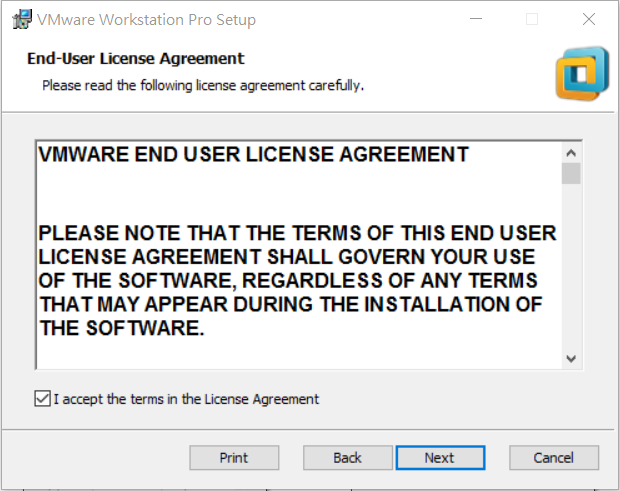 VMware Workstation Pro Setup
End-User License Agreement
Please read the following license agreement carefully.
VMWARE END USER LICENSE AGREEMENT
PLEASE NOTE THAT THE TERMS OF THIS END USER
LICENSE AGREEMENT SHALL GOVERN YOUR USE
OF THE SOFTWARE, REGARDLESS OF ANY TERMS
THAT MAY APPEAR DURING THE INSTALLATION OF
THE SOFTWARE.
I accept the terms in the License Agreement
Print Back Next Cancel